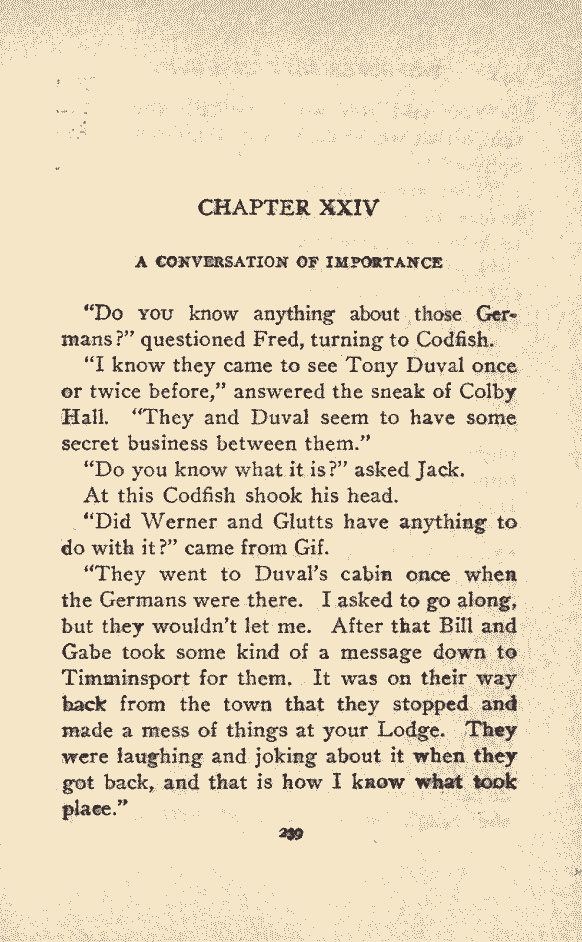 CHAPTER XXIV
A CONVERSATION OF IMPORTANCE
“Do YOU know anything about those Ger-
mans?” questioned Fred, turning to Codfish.
“I know they came to see Tony Duval once
or twice before,” answered the sneak of Colby
Hall. “They and Duval seem to have some
secret business between them.”
“Do you know what it is?” asked Jack.
At this Codfish shook his head.
“Did Werner and Glutts have anything to
do with it?” came from Gif.
“They went to Duval’s cabin once when
the Germans were there. I asked to go along,
but they wouldn’t let me. After that Bill and
Gabe took some kind of a message down to
Timminsport for them. It was on their way
back from the town that they stopped and
made a mess of things at your Lodge. They
were laughing and joking about it when they
got back, and that is how I know what took
place.”
239